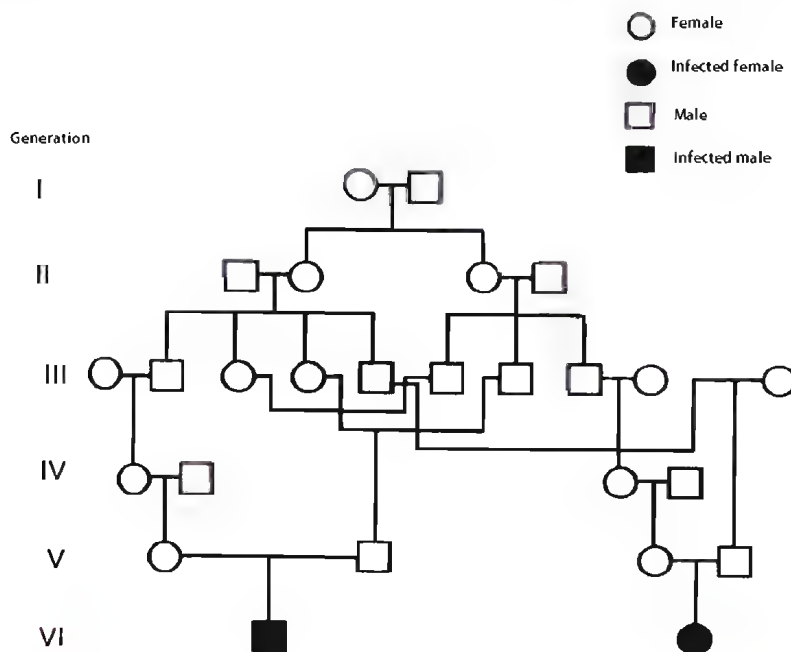 Female
Infected female
Male
Infected male
Generation
I
II
III
IV
V
VI